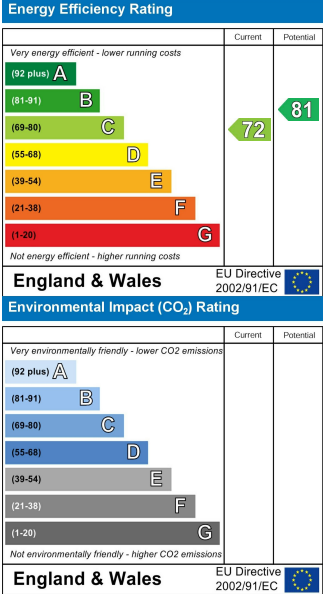 Energy Efficiency Rating
Current Potential
Very energy efficient - lower running costs
(92 plus) A
(81-91) B
(69-80) C
(55-68) D
(39-54) E
(21-38) F
(1-20) G
72
81
Not energy efficient - higher running costs
England & Wales
EU Directive
2002/91/EC
Environmental Impact (CO₂) Rating
Current Potential
Very environmentally friendly - lower CO2 emissions
(92 plus) A
(81-91) B
(69-80) C
(55-68) D
(39-54) E
(21-38) F
(1-20) G
Not environmentally friendly - higher CO2 emissions
England & Wales
EU Directive
2002/91/EC